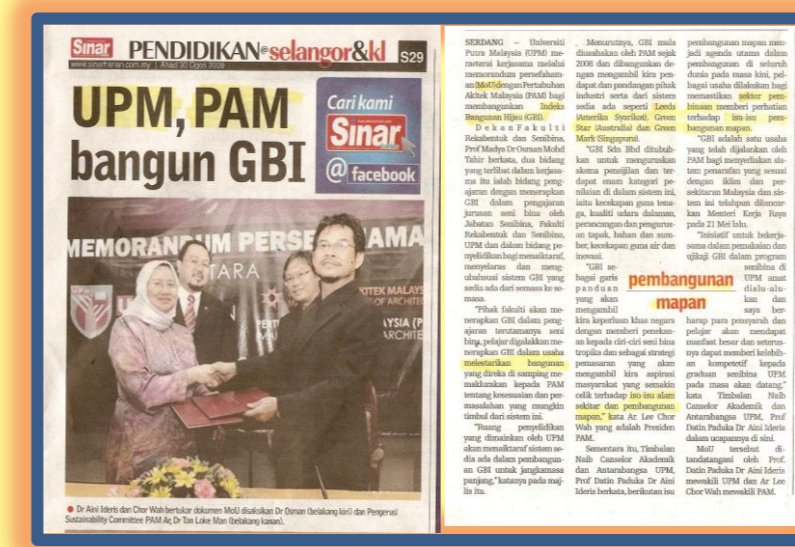 Sinar PENDIDIKAN@selangor&kl S29
www.sinarharian.com.my | Ahad 30 Ogos 2009
UPM, PAM
bangun GBI
Cari kami
Sinar
@ facebook
MEMORANDUM PERSEFAHAMA
ANTARA
AKITEK MALAYS
OF ARCHITEC
YSIA (P
ARCHITE
● Dr Aini Ideris dan Chor Wah bertukar dokumen MoU disaksikan Dr Osman (belakang kiri) dan Pengerusi
Sustainability Committee PAM Ar, Dr Tan Loke Mun (belakang kanan).
SERDANG – Universiti
Putra Malaysia (UPM) me-
meterai kerjasama melalui
memorandum persefaham-
an MoU dengan Pertubuhan
Akitek Malaysia (PAM) bagi
membangunkan Indeks
Bangunan Hijau (GBI).
Dekan Fakulti
Rekabentuk dan Senibina,
Prof Madya Dr Osman Mohd
Tahir berkata, dua bidang
yang terlibat dalam kerjasa-
ma itu ialah bidang peng-
ajaran dengan menerapkan
GBI dalam pengajaran
jurusan seni bina oleh
Jabatan Senibina, Fakulti
Rekabentuk dan Senibina,
UPM dan dalam bidang pe-
nyelidikan bagi menaiktaraf,
menyelaras dan meng-
ubahsuai sistem GBI yang
sedia ada dari semasa ke se-
masa.
"Pihak fakulti akan me-
nerapkan GBI dalam peng-
ajaran terutamanya seni
bina, pelajar digalakkan me-
nerapkan GBI dalam usaha
melestarikan bangunan
yang direka di samping me-
maklumkan kepada PAM
tentang kesesuaian dan per-
masalahan yang mungkin
timbul dari sistem ini.
"Ruang penyelidikan
yang dimainkan oleh UPM
akan menaiktaraf sistem se-
dia ada dalam pembangun-
an GBI untuk jangkamasa
panjang," katanya pada maj-
lis itu.
Menurutnya, GBI mula
diusahakan oleh PAM sejak
2008 dan dibangunkan de-
ngan mengambil kira pen-
dapat dan pandangan pihak
industri serta dari sistem
sedia ada seperti Leeds
(Amerika Syarikat), Green
Star (Australia) dan Green
Mark (Singapura).
"GBI Sdn Bhd ditubuh-
kan untuk menguruskan
skema pensijilan dan ter-
dapat enam kategori pe-
nilaian di dalam sistem ini,
iaitu kecekapan guna tena-
ga, kualiti udara dalaman,
perancangan dan pengurus-
an tapak, bahan dan sum-
ber, kecekapan guna air dan
inovasi.
"GBI se-
bagai garis
panduan
yang akan
mengambil
kira keperluan khas negara
dengan memberi penekan-
an kepada ciri-ciri seni bina
tropika dan sebagai strategi
pemasaran yang akan
mengambil kira aspirasi
masyarakat yang semakin
celik terhadap isu-isu alam
sekitar dan pembangunan
mapan," kata Ar. Lee Chor
Wah yang adalah Presiden
PAM.
Sementara itu, Timbalan
Naib Canselor Akademik
dan Antarabangsa UPM,
Prof Datin Paduka Dr Aini
Ideris berkata, berikutan isu
pembangunan
mapan
pembangunan mapan men-
jadi agenda utama dalam
pembangunan di seluruh
dunia pada masa kini, pel-
bagai usaha dilakukan bagi
memastikan sektor pem-
binaan memberi perhatian
terhadap isu-isu pem-
bangunan mapan.
"GBI adalah satu usaha
yang telah dijalankan oleh
PAM bagi menyediakan sis-
tem penarafan yang sesuai
dengan iklim dan per-
sekitaran Malaysia dan sis-
tem ini telahpun dilancar-
kan Menteri Kerja Raya
pada 21 Mei lalu.
"Inisiatif untuk bekerja-
sama dalam pemakaian dan
ujikaji GBI dalam program
senibina di
UPM amat
dialu-alu-
kan dan
saya ber-
harap para pensyarah dan
pelajar akan mendapat
manfaat besar dan seterus-
nya dapat memberi kelebih-
an kompetetif kepada
graduan senibina UPM
pada masa akan datang,"
kata Timbalan Naib
Canselor Akademik dan
Antarabangsa UPM, Prof
Datin Paduka Dr Aini Ideris
dalam ucapannya di sini.
MoU tersebut di-
tandatangani oleh Prof.
Datin Paduka Dr Aini Ideris
mewakili UPM dan Ar Lee
Chor Wah mewakili PAM.